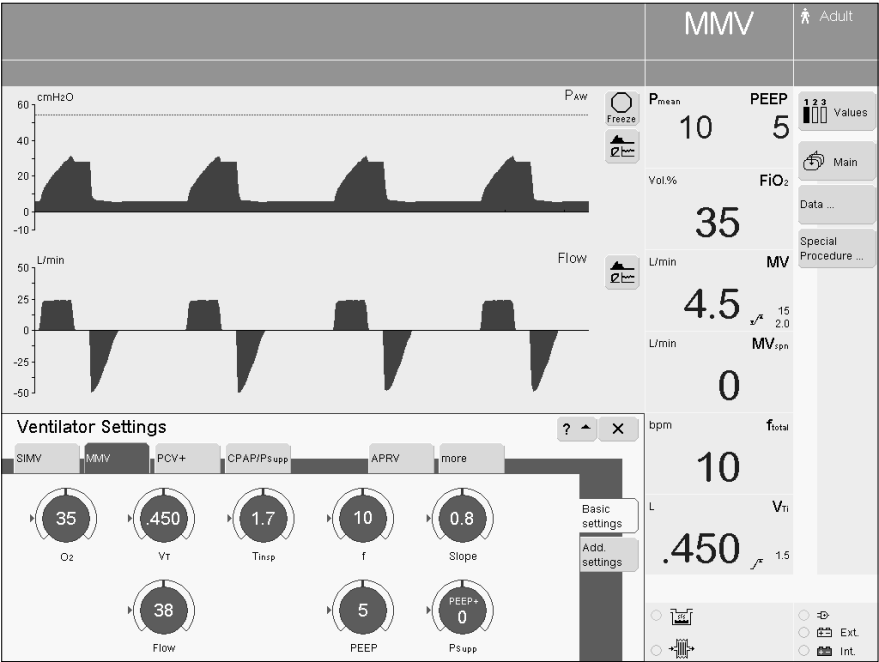 MMV
Adult
60 cmH2O PAW
40
20
0
-10
Freeze
Pmean PEEP
10 5
1 2 3
Values
Main
Vol.% FiO2
35
Data ...
Special
Procedure ...
50 L/min Flow
25
0
-25
-50
L/min MV
4.5 15
2.0
L/min MVspn
0
bpm ftotal
10
L VTi
.450 1.5
Ventilator Settings ?
SIMV MMV PCV+ CPAP/Psupp APRV more
35 .450 1.7 10 0.8
O2 VT Tinsp f Slope
Basic
settings
Add.
settings
38 5 PEEP+
0
Flow PEEP Psupp
Ext.
Int.